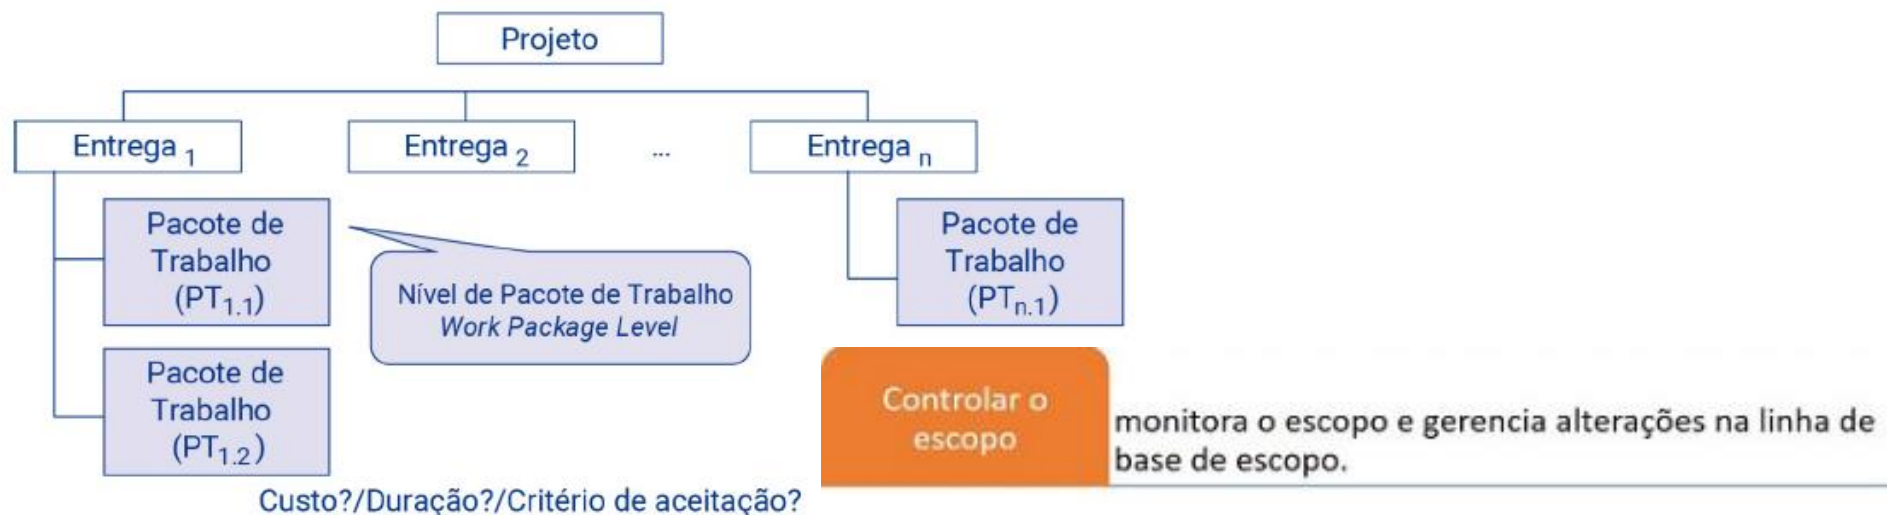 Projeto
Entrega 1
Entrega 2
...
Entrega n
Pacote de
Trabalho
(PT1.1)
Nível de Pacote de Trabalho
Work Package Level
Pacote de
Trabalho
(PTn.1)
Pacote de
Trabalho
(PT1.2)
Custo?/Duração?/Critério de aceitação?
Controlar o
escopo
monitora o escopo e gerencia alterações na linha de
base de escopo.